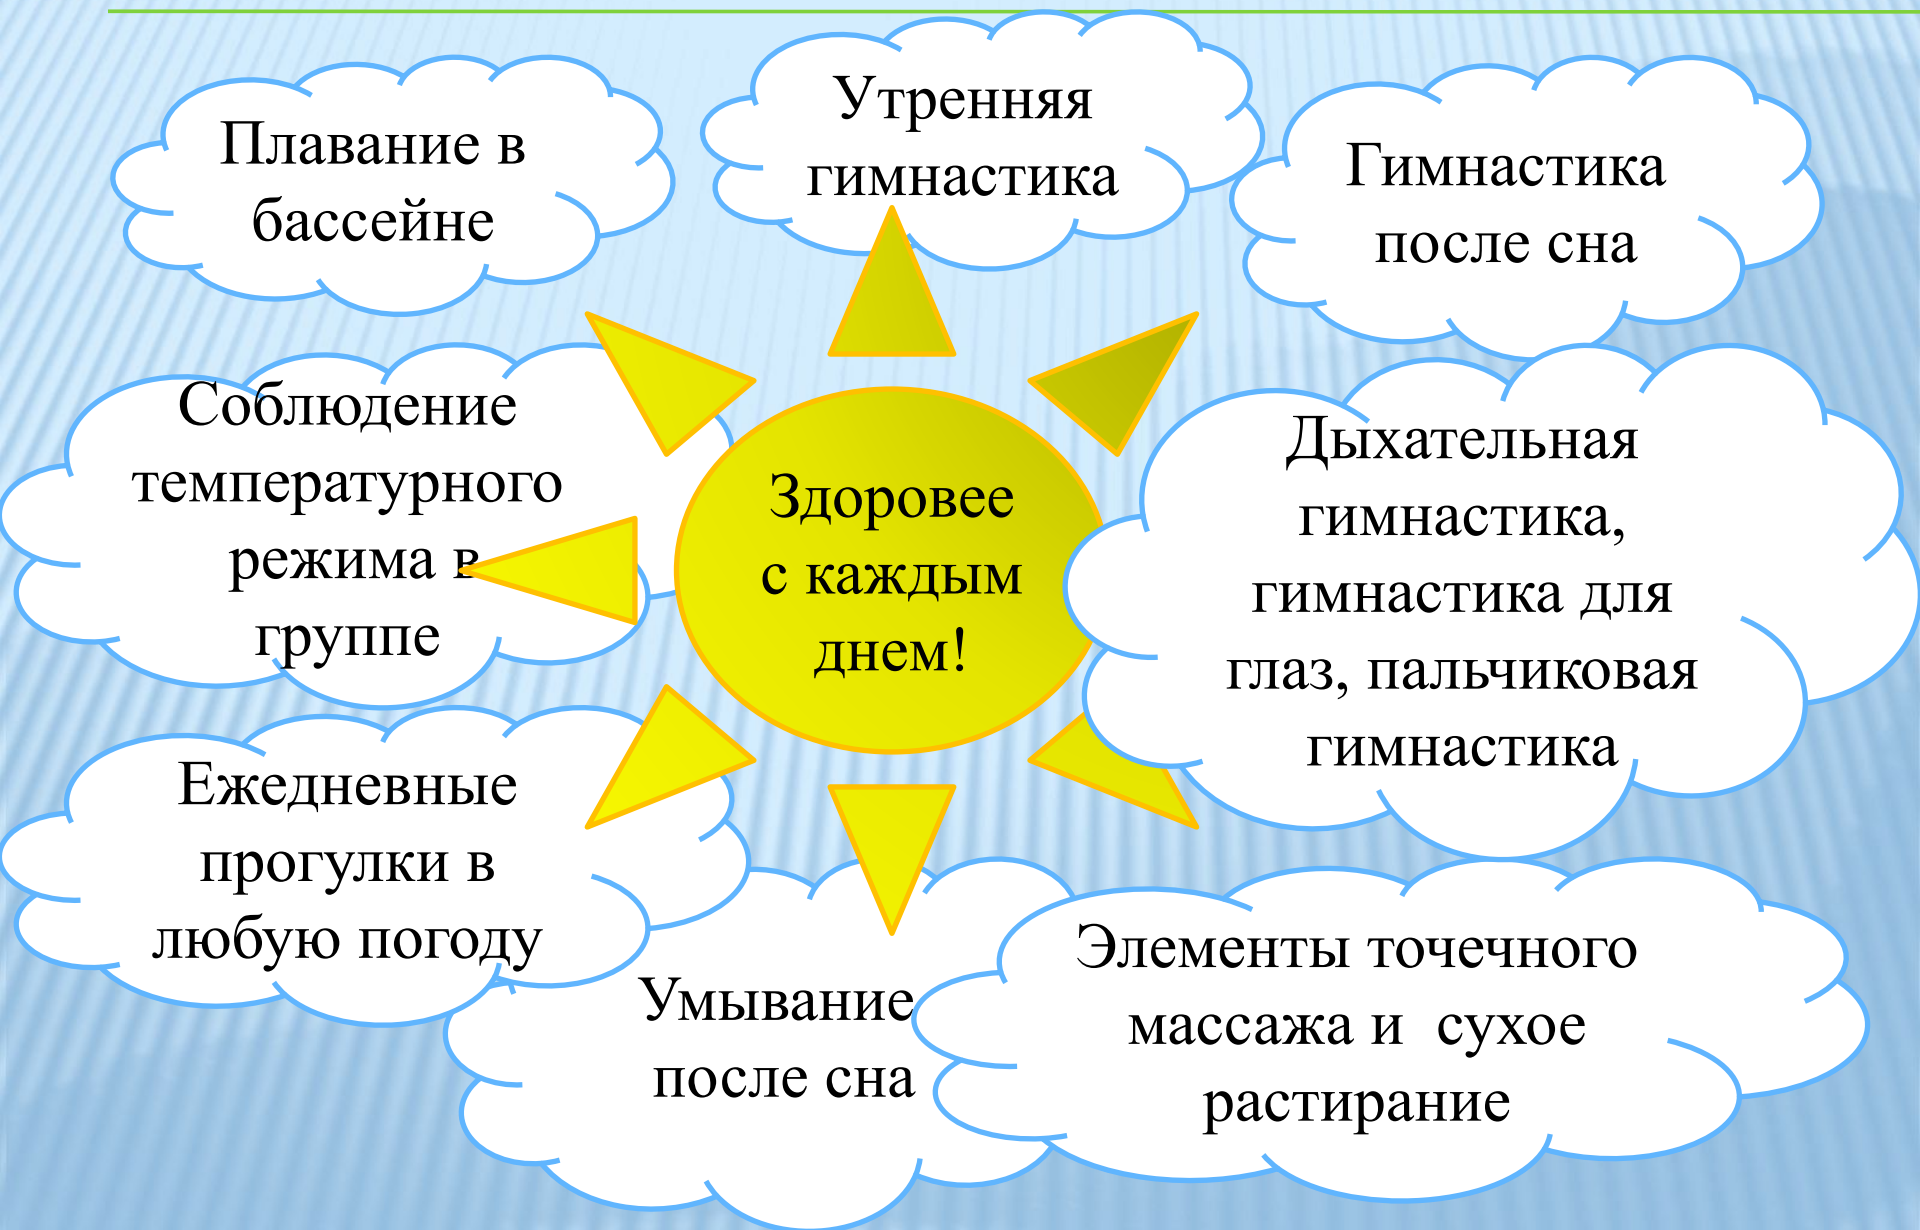 Плавание в
бассейне
Утренняя
гимнастика
Гимнастика
после сна
Соблюдение
температурного
режима в
группе
Здоровее
с каждым
днем!
Дыхательная
гимнастика,
гимнастика для
глаз, пальчиковая
гимнастика
Ежедневные
прогулки в
любую погоду
Умывание
после сна
Элементы точечного
массажа и  сухое
растирание